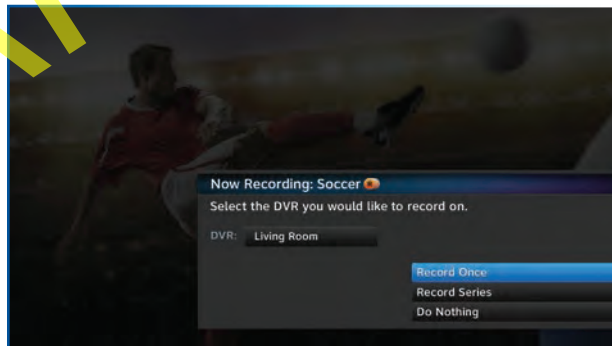 Now Recording: Soccer
Select the DVR you would like to record on.
DVR: Living Room
Record Once
Record Series
Do Nothing